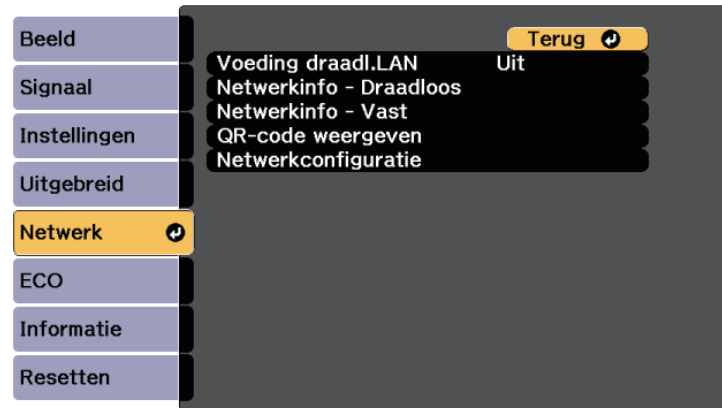 Beeld
Signaal
Instellingen
Uitgebreid
Netwerk
ECO
Informatie
Resetten
Terug
Voeding draadl.LAN Uit
Netwerkinfo - Draadloos
Netwerkinfo - Vast
QR-code weergeven
Netwerkconfiguratie